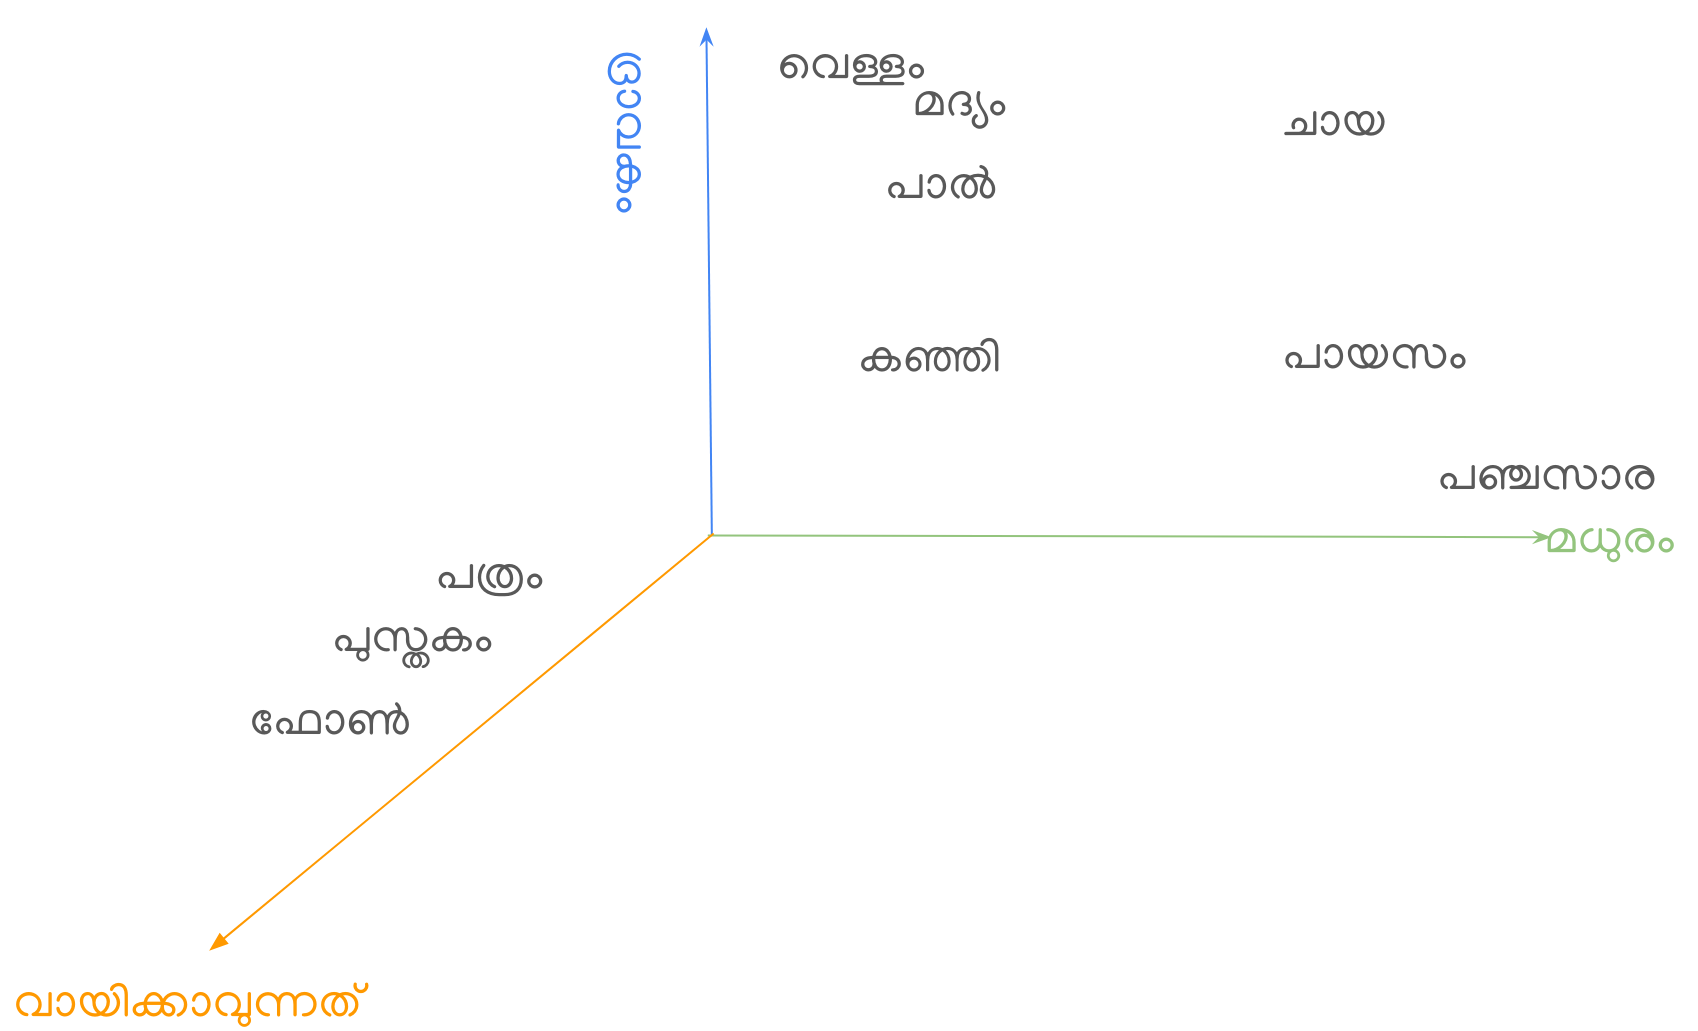 ദ്രാവകം
വെള്ളം
മദ്യം
ചായ
പാൽ
കഞ്ഞി
പായസം
പഞ്ചസാര
മധുരം
പത്രം
പുസ്തകം
ഫോൺ
വായിക്കാവുന്നത്